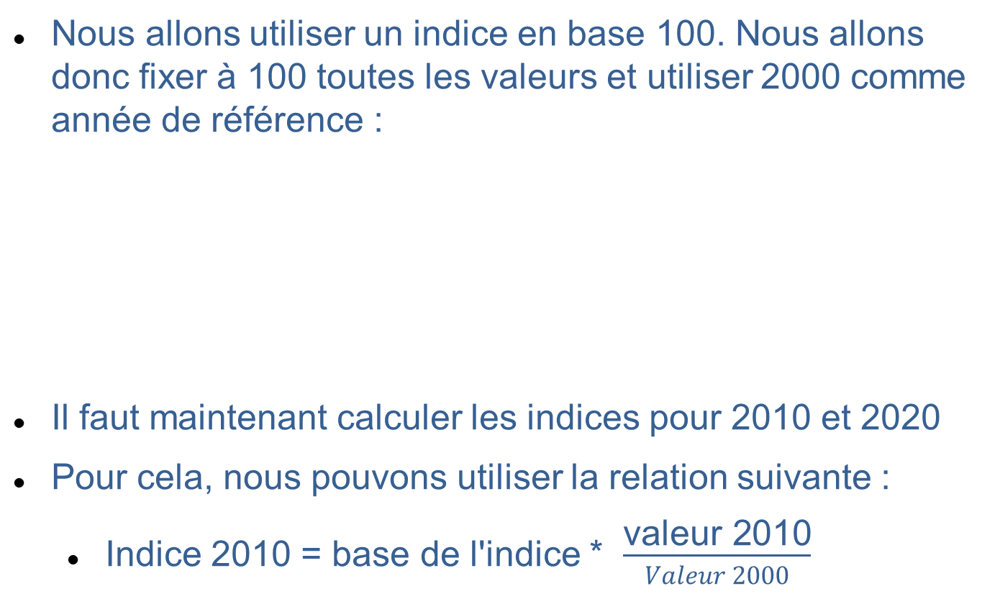 • Nous allons utiliser un indice en base 100. Nous allons
donc fixer à 100 toutes les valeurs et utiliser 2000 comme
année de référence :
• Il faut maintenant calculer les indices pour 2010 et 2020
• Pour cela, nous pouvons utiliser la relation suivante :
• Indice 2010 = base de l'indice * valeur 2010
Valeur 2000